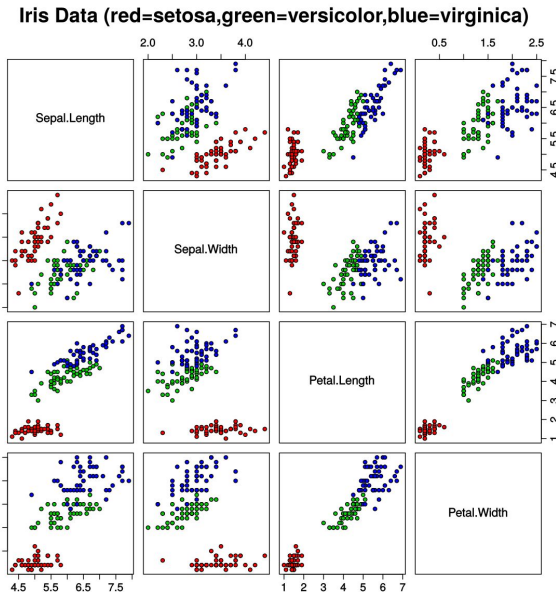 Iris Data (red=setosa,green=versicolor,blue=virginica)
2.0 3.0 4.0 0.5 1.5 2.5
Sepal.Length
4.5 5.5 6.5 7.5
Sepal.Width
Petal.Length
1 2 3 4 5 6 7
Petal.Width
4.5 5.5 6.5 7.5 1 2 3 4 5 6 7